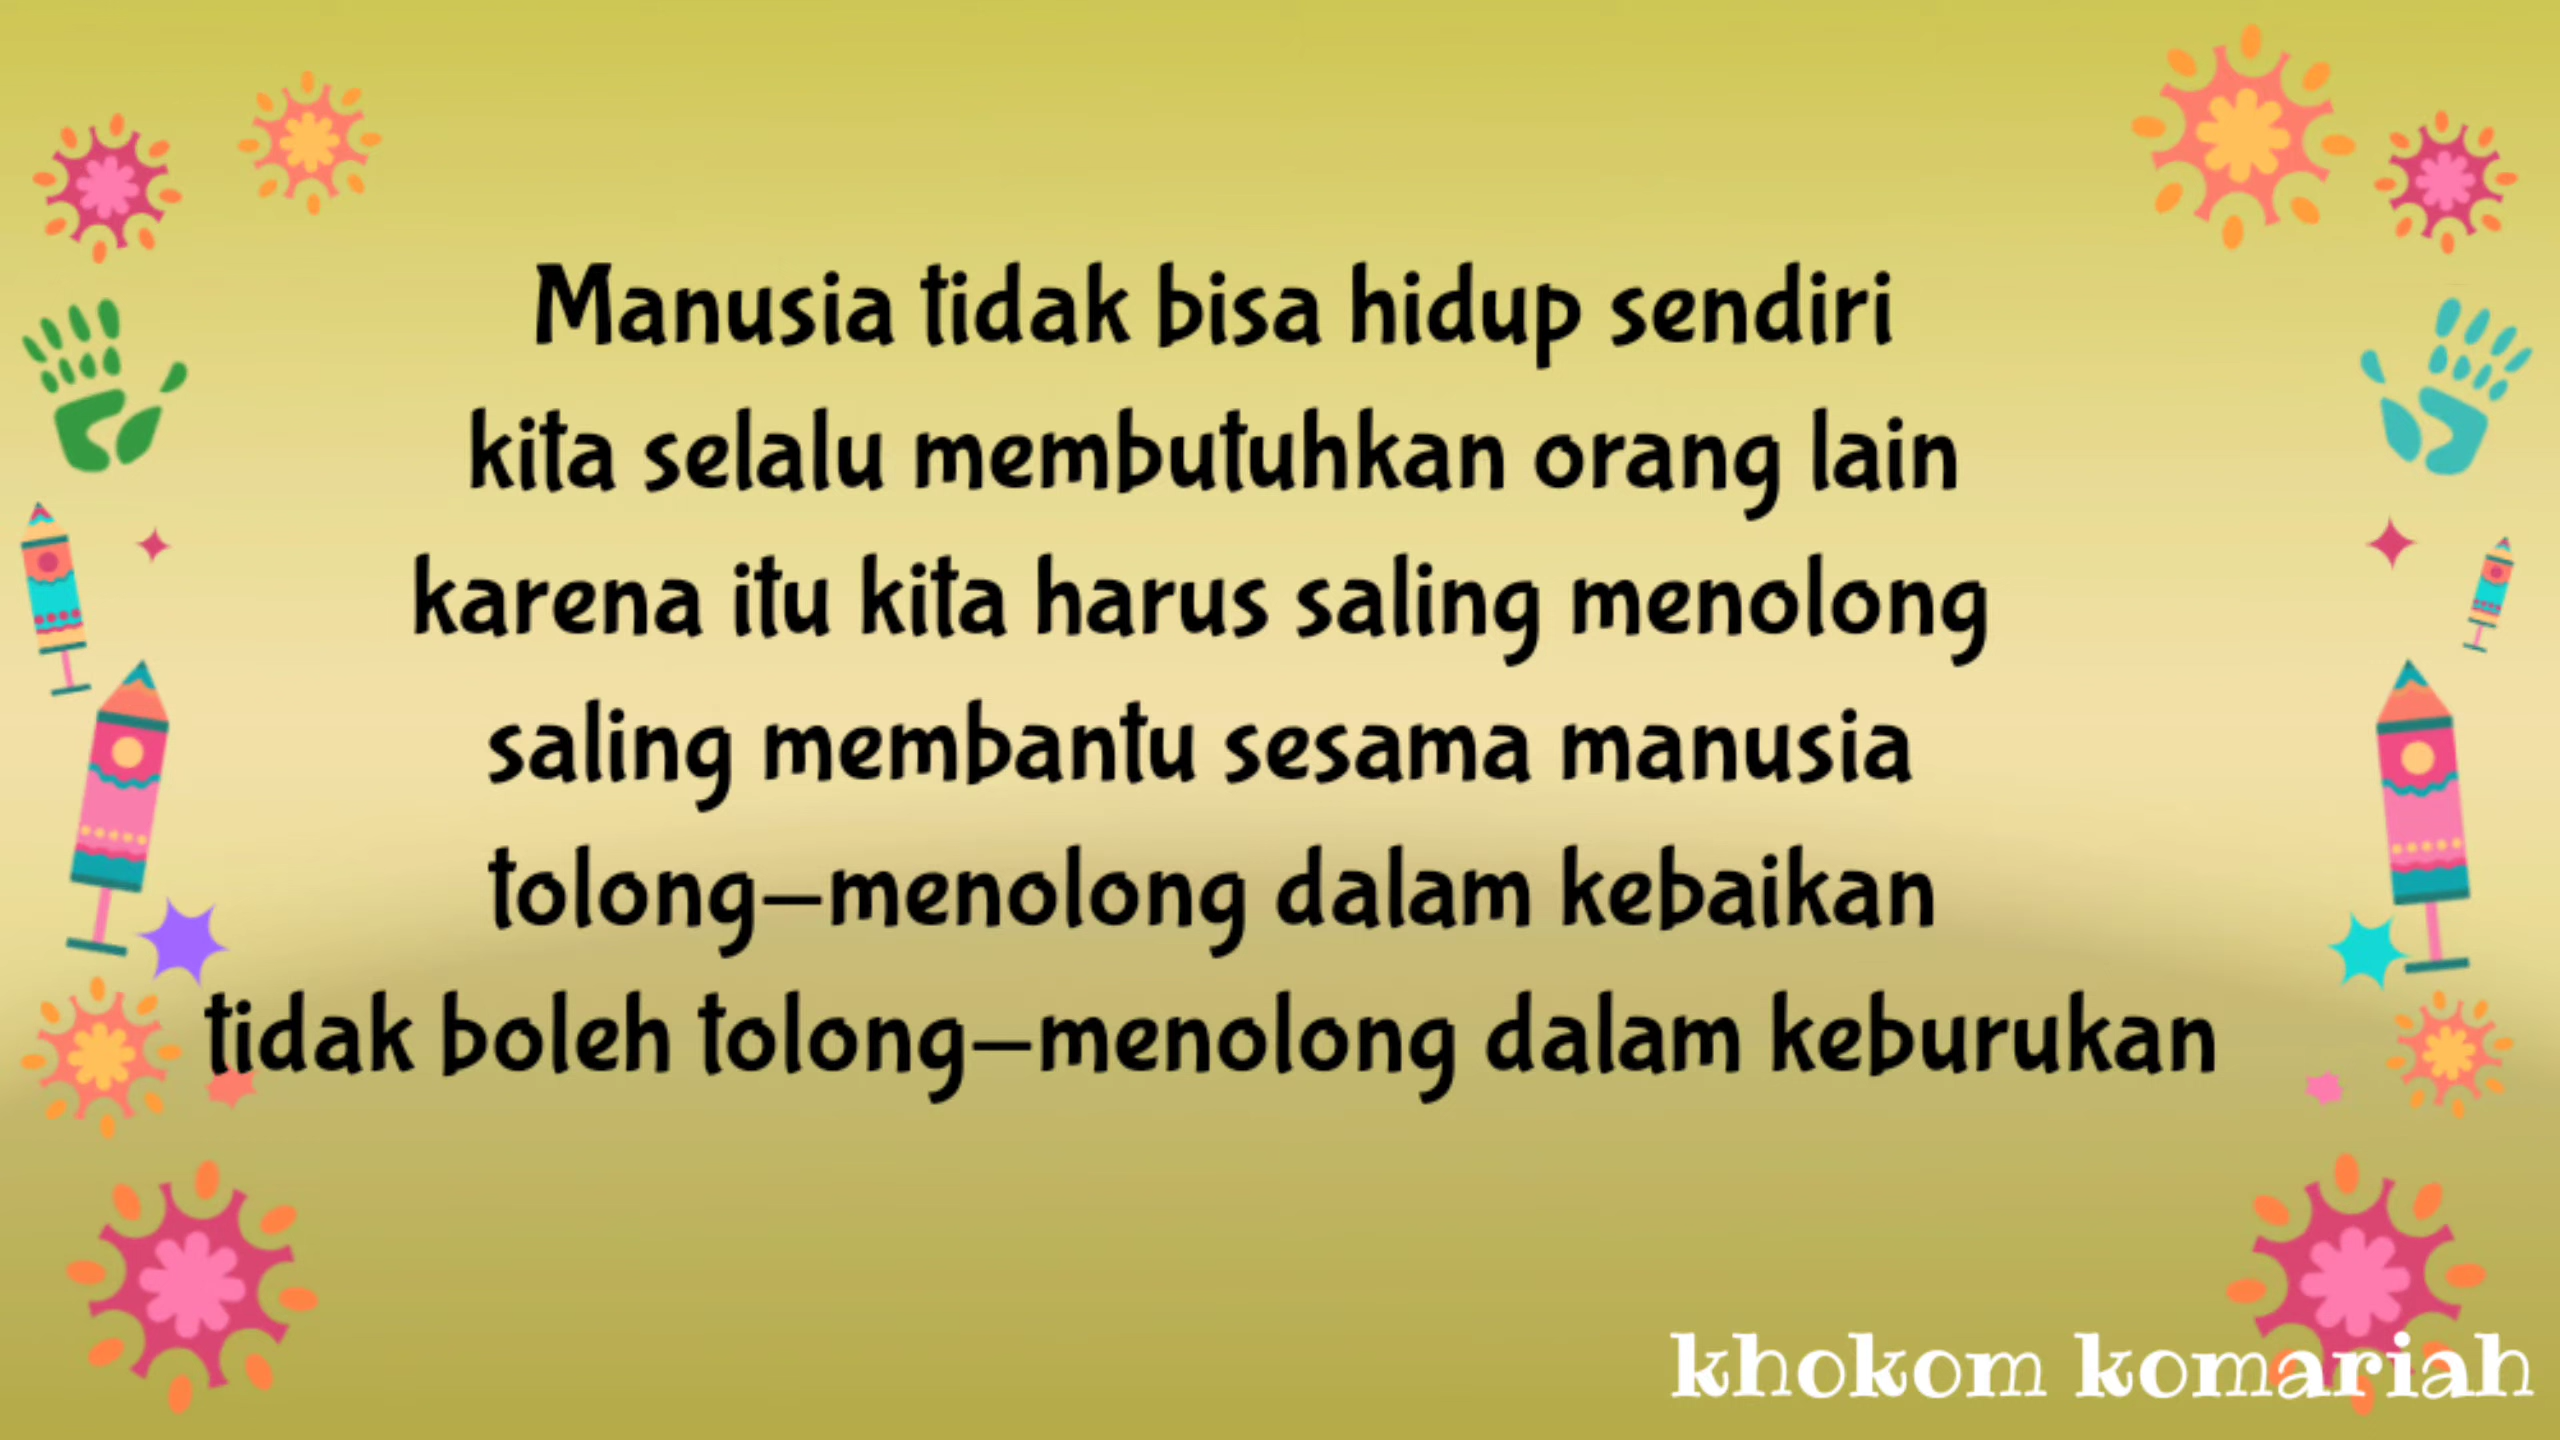 Manusia tidak bisa hidup sendiri
kita selalu membutuhkan orang lain
karena itu kita harus saling menolong
saling membantu sesama manusia
tolong-menolong dalam kebaikan
tidak boleh tolong-menolong dalam keburukan
khokom komariah